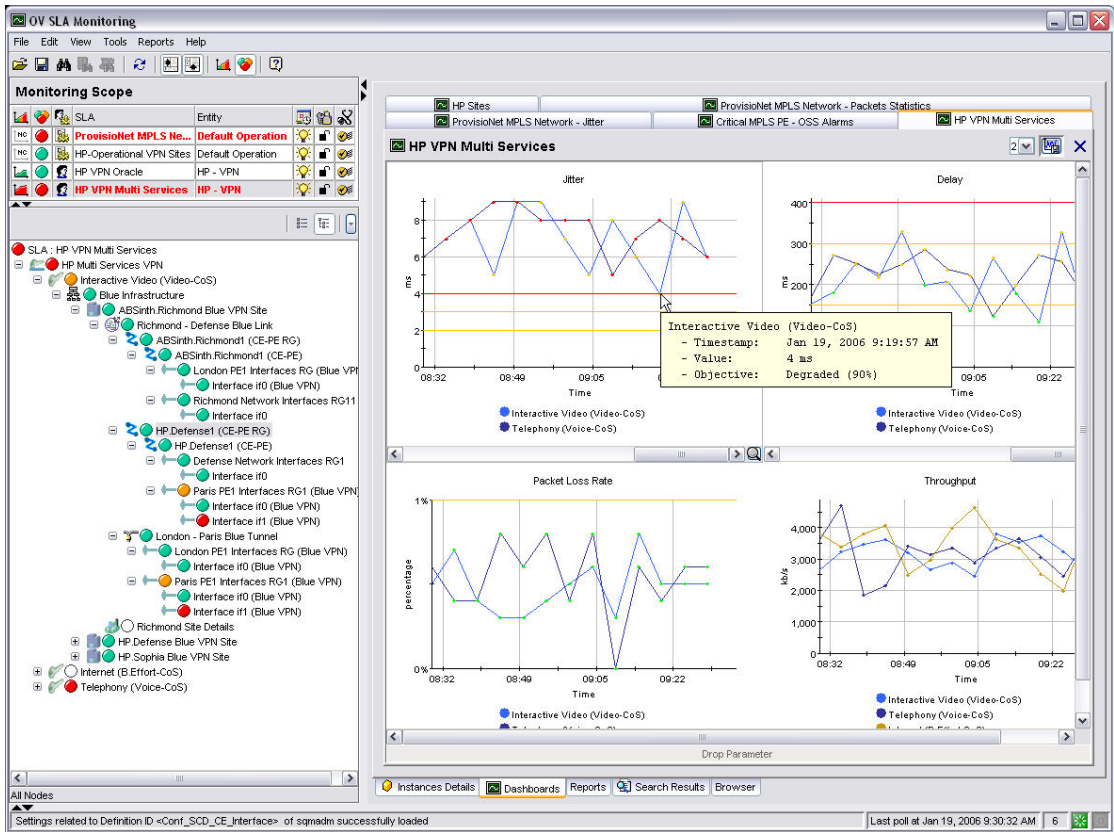 OV SLA Monitoring
File Edit View Tools Reports Help
Monitoring Scope
SLA Entity
NC ProvisioNet MPLS Ne... Default Operation
NC HP-Operational VPN Sites Default Operation
HP VPN Oracle HP - VPN
HP VPN Multi Services HP - VPN
SLA : HP VPN Multi Services
HP Multi Services VPN
Interactive Video (Video-CoS)
Blue Infrastructure
ABSinth.Richmond Blue VPN Site
Richmond - Defense Blue Link
ABSinth.Richmond1 (CE-PE RG)
ABSinth.Richmond1 (CE-PE)
London PE1 Interfaces RG (Blue VP
Interface if0 (Blue VPN)
Richmond Network Interfaces RG11
Interface if0
HP.Defense1 (CE-PE RG)
HP.Defense1 (CE-PE)
Defense Network Interfaces RG1
Interface if0
Paris PE1 Interfaces RG1 (Blue VPN
Interface if0 (Blue VPN)
Interface if1 (Blue VPN)
London - Paris Blue Tunnel
London PE1 Interfaces RG (Blue VPN)
Interface if0 (Blue VPN)
Paris PE1 Interfaces RG1 (Blue VPN)
Interface if0 (Blue VPN)
Interface if1 (Blue VPN)
Richmond Site Details
HP.Defense Blue VPN Site
HP.Sophia Blue VPN Site
Internet (B.Effort-CoS)
Telephony (Voice-CoS)
All Nodes
HP Sites ProvisioNet MPLS Network - Packets Statistics
ProvisioNet MPLS Network - Jitter Critical MPLS PE - OSS Alarms HP VPN Multi Services
HP VPN Multi Services 2
Jitter
8
6
4
2
0
ms
08:32 08:49 09:05
Time
Interactive Video (Video-CoS)
Telephony (Voice-CoS)
Interactive Video (Video-CoS)
- Timestamp: Jan 19, 2006 9:19:57 AM
- Value: 4 ms
- Objective: Degraded (90%)
Delay
400
300
200
ms
09:05 09:22
Time
Interactive Video (Video-CoS)
Telephony (Voice-CoS)
Packet Loss Rate
1%
percentage
0%
08:32 08:49 09:05 09:22
Time
Interactive Video (Video-CoS)
Throughput
4,000
3,000
2,000
1,000
0
kb/s
08:32 08:49 09:05 09:22
Time
Interactive Video (Video-CoS)
Telephony (Voice-CoS)
Drop Parameter
Instances Details Dashboards Reports Search Results Browser
Settings related to Definition ID <Conf_SCD_CE_Interface> of sqmadm successfully loaded
Last poll at Jan 19, 2006 9:30:32 AM 6